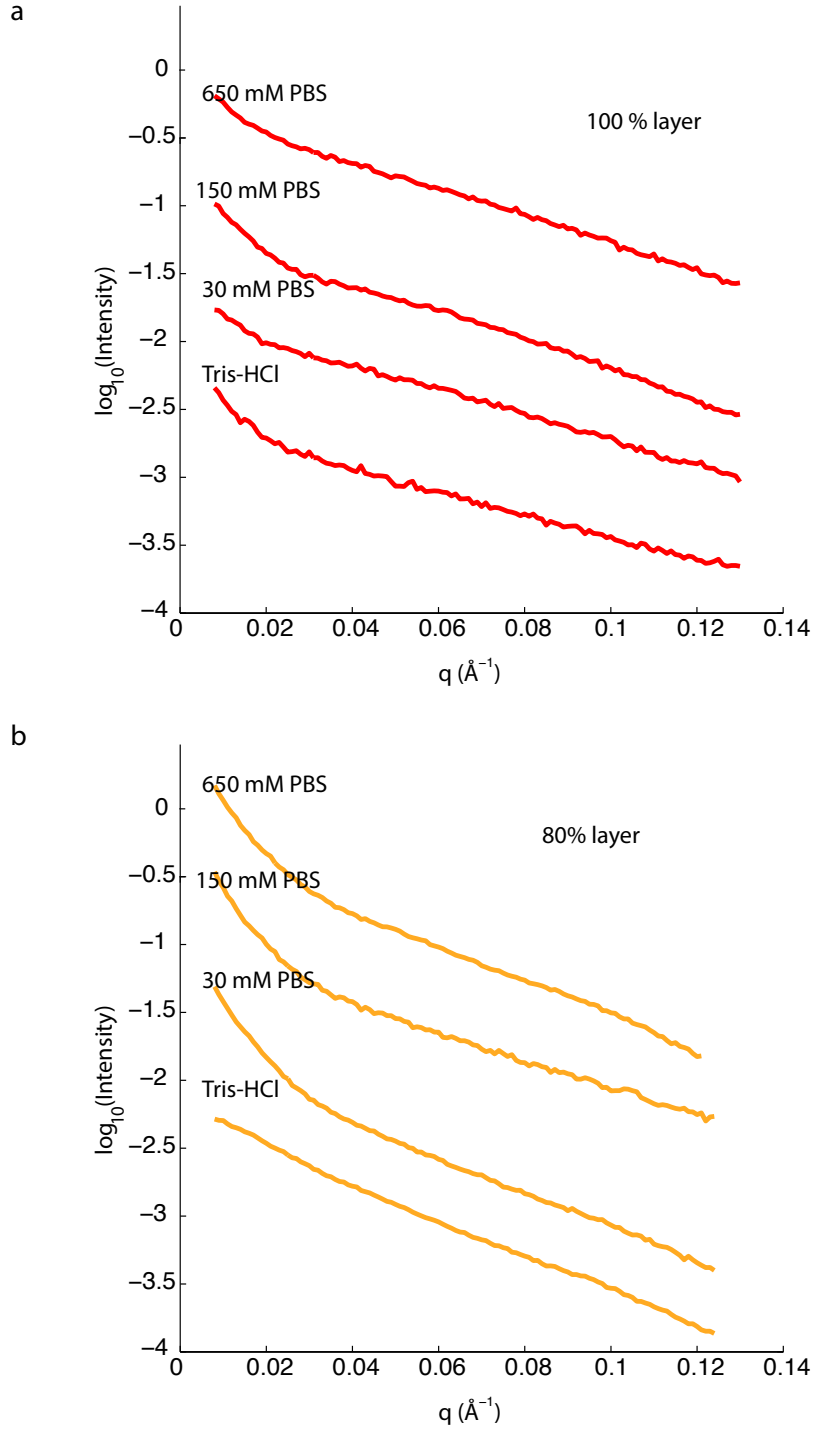 a
0
650 mM PBS
100 % layer
−0.5
150 mM PBS
−1
−1.5
30 mM PBS
−2
Tris-HCl
−2.5
−3
−3.5
−4
log10(Intensity)
0 0.02 0.04 0.06 0.08 0.1 0.12 0.14
q (Å−1)
b
650 mM PBS
0
80% layer
−0.5
150 mM PBS
−1
30 mM PBS
−1.5
−2
Tris-HCl
−2.5
−3
−3.5
−4
log10(Intensity)
0 0.02 0.04 0.06 0.08 0.1 0.12 0.14
q (Å−1)